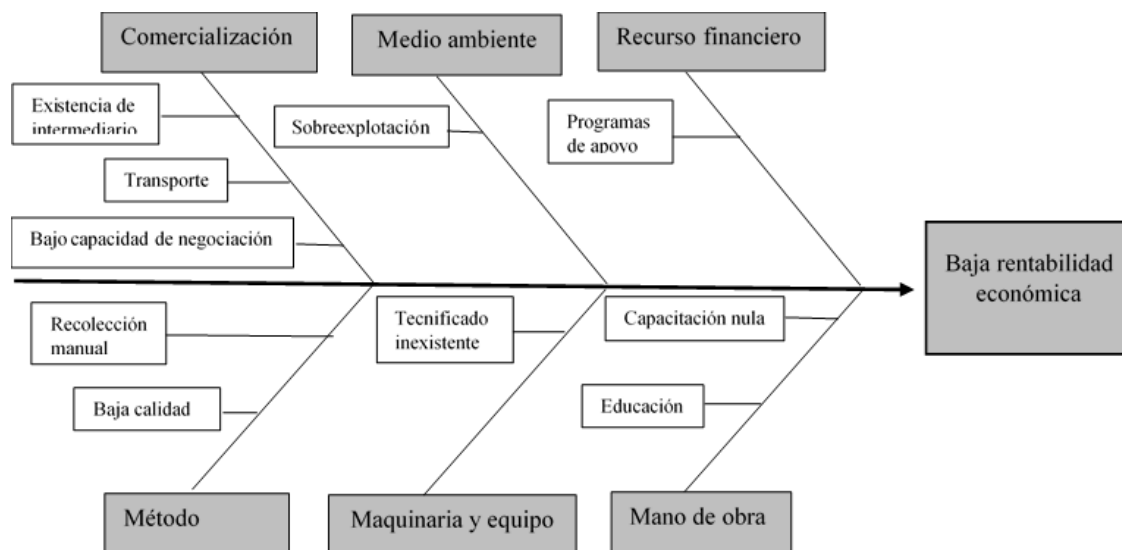 Comercialización
Medio ambiente
Recurso financiero
Existencia de
intermediario
Sobreexplotación
Programas
de apoyo
Transporte
Bajo capacidad de negociación
Baja rentabilidad
económica
Recolección
manual
Tecnificado
inexistente
Capacitación nula
Baja calidad
Educación
Método
Maquinaria y equipo
Mano de obra